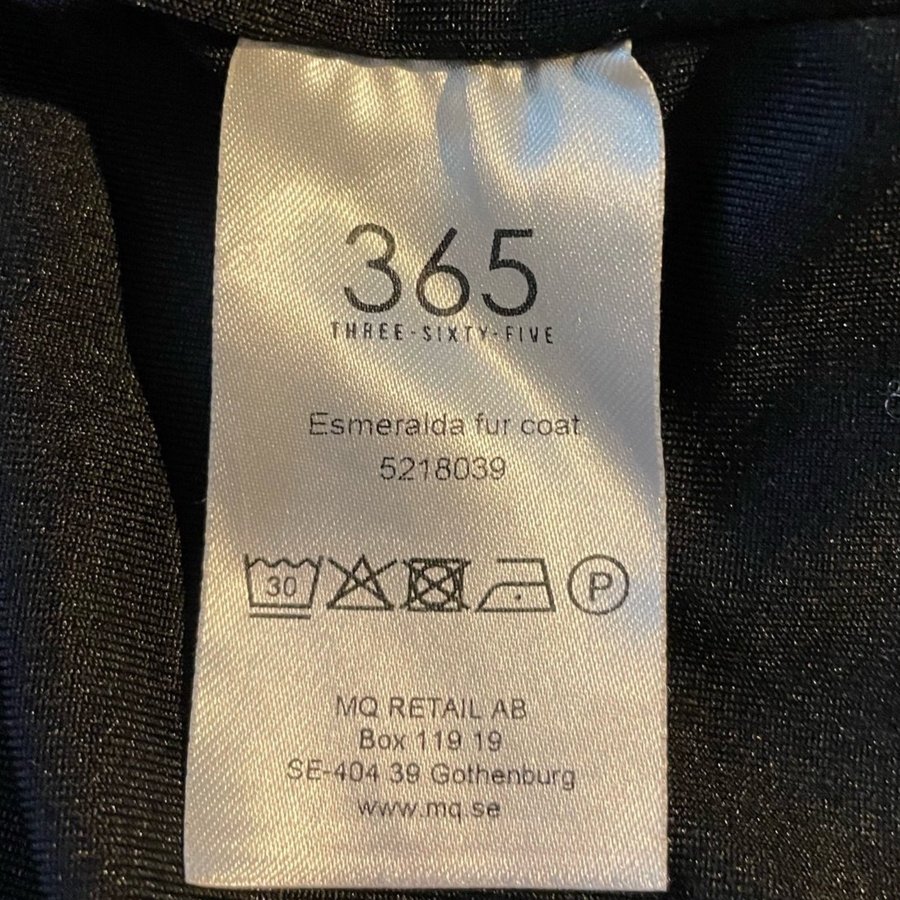 365
THREE-SIXTY-FIVE
Esmeralda fur coat
5218039
30 P
MQ RETAIL AB
Box 119 19
SE-404 39 Gothenburg
www.mq.se